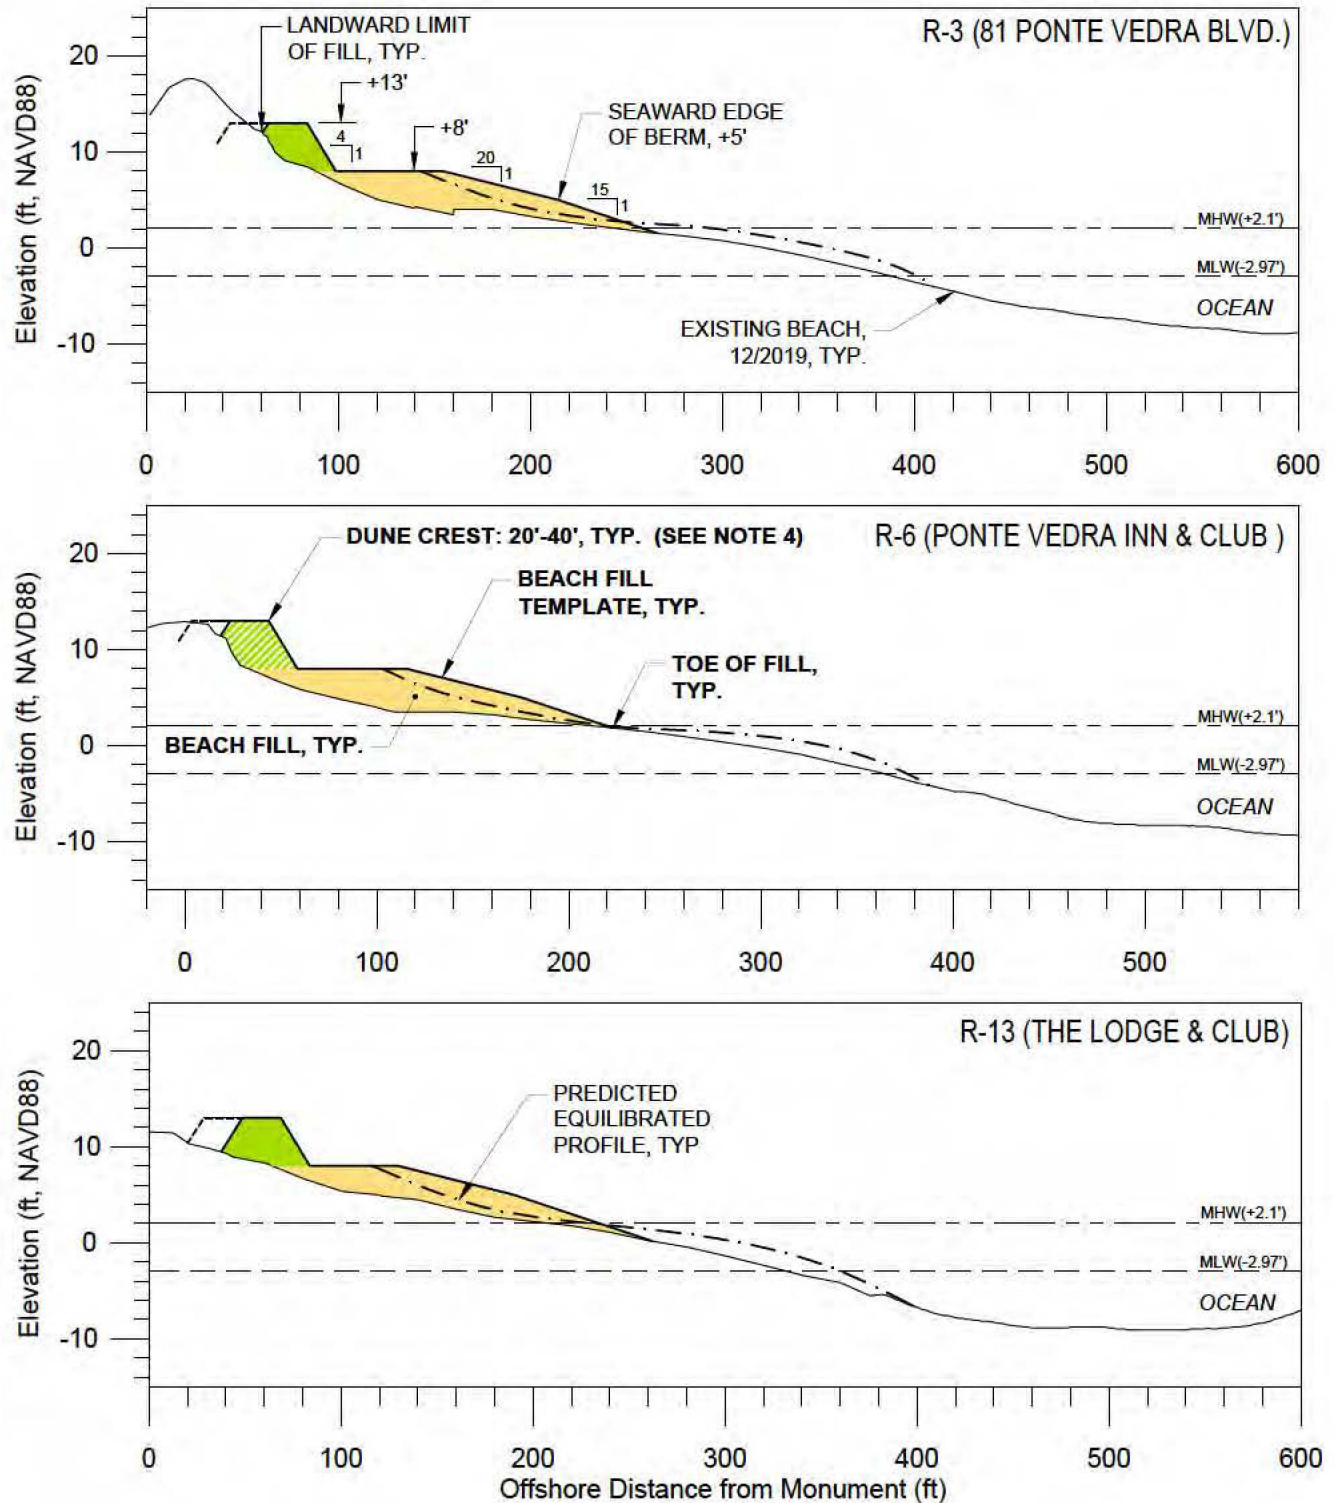 LANDWARD LIMIT
OF FILL, TYP.
R-3 (81 PONTE VEDRA BLVD.)
+13'
+8'
SEAWARD EDGE
OF BERM, +5'
4
1
20
1
15
1
MHW(+2.1')
MLW(-2.97')
OCEAN
EXISTING BEACH,
12/2019, TYP.
Elevation (ft, NAVD88)
20
10
0
-10
0 100 200 300 400 500 600
DUNE CREST: 20'-40', TYP. (SEE NOTE 4)
R-6 (PONTE VEDRA INN & CLUB )
BEACH FILL
TEMPLATE, TYP.
TOE OF FILL,
TYP.
BEACH FILL, TYP.
MHW(+2.1')
MLW(-2.97')
OCEAN
Elevation (ft, NAVD88)
20
10
0
-10
0 100 200 300 400 500
R-13 (THE LODGE & CLUB)
PREDICTED
EQUILIBRATED
PROFILE, TYP
MHW(+2.1')
MLW(-2.97')
OCEAN
Elevation (ft, NAVD88)
20
10
0
-10
0 100 200 300 400 500 600
Offshore Distance from Monument (ft)